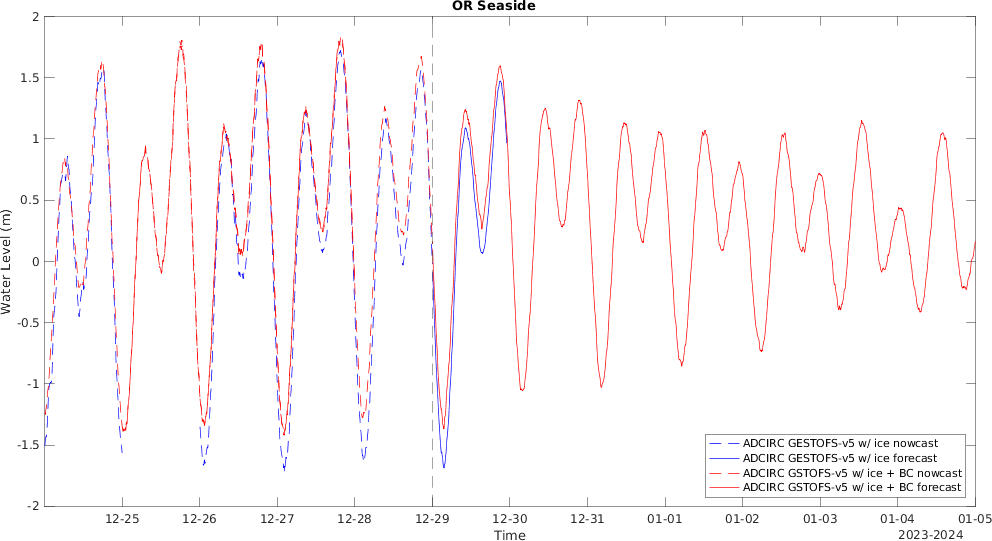 OR Seaside
2
1.5
1
0.5
0
-0.5
-1
-1.5
-2
Water Level (m)
12-25 12-26 12-27 12-28 12-29 12-30 12-31 01-01 01-02 01-03 01-04 01-05
Time
2023-2024
ADCIRC GESTOFS-v5 w/ ice nowcast
ADCIRC GESTOFS-v5 w/ ice forecast
ADCIRC GSTOFS-v5 w/ ice + BC nowcast
ADCIRC GSTOFS-v5 w/ ice + BC forecast